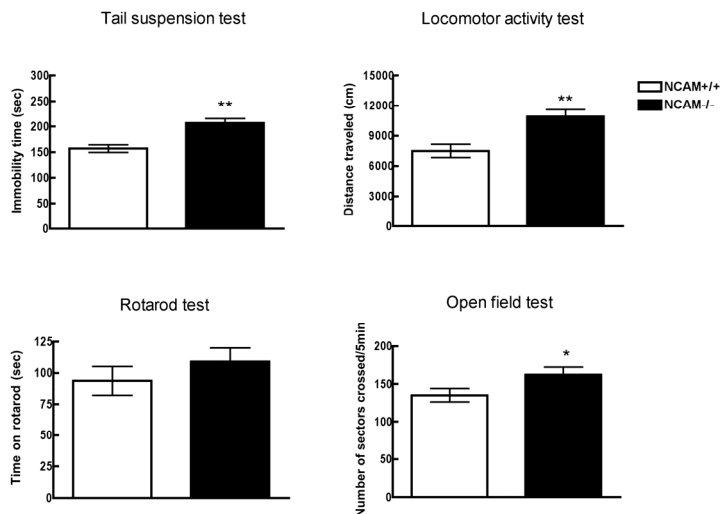 Tail suspension test
Immobility time (sec)
300
250
200
150
100
50
0
**
Locomotor activity test
Distance traveled (cm)
15000
12000
9000
6000
3000
0
**
NCAM+/+
NCAM-/-
Rotarod test
Time on rotarod (sec)
125
100
75
50
25
0
Open field test
Number of sectors crossed/5min
200
150
100
50
0
*